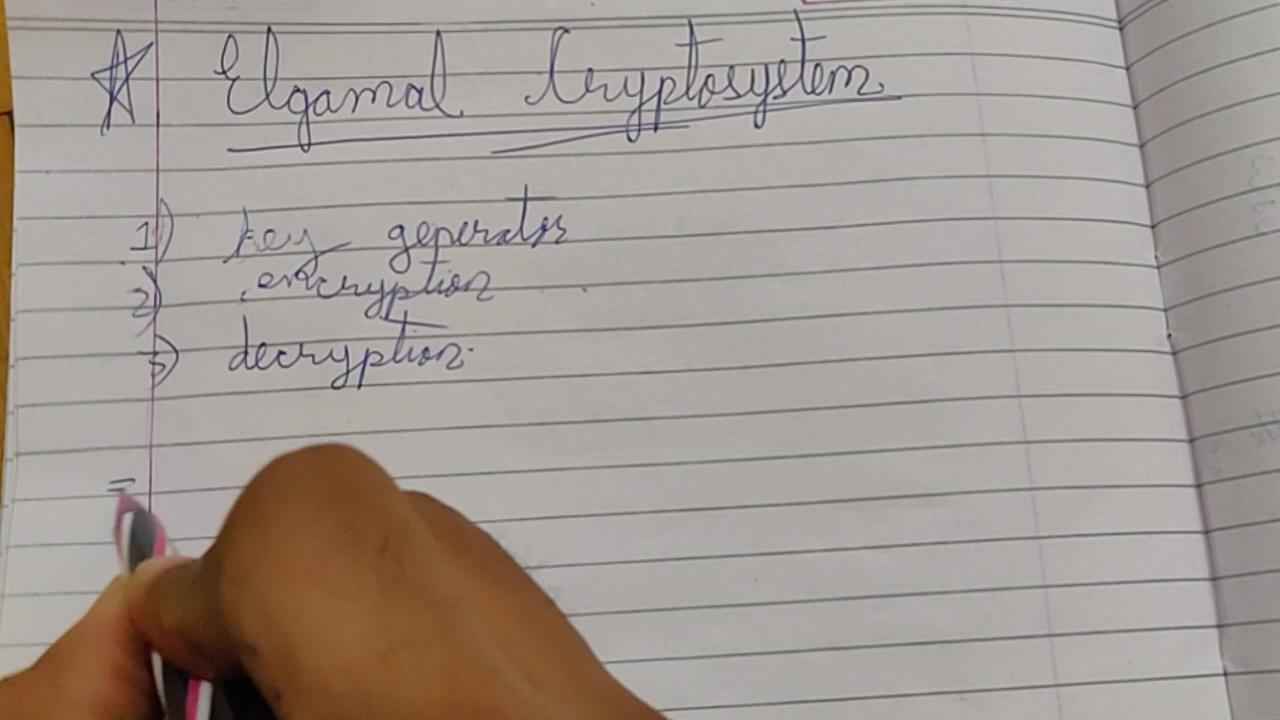 ☆ Elgamal Cryptosystem
1) key generator
2) encryption
3) decryption.
=